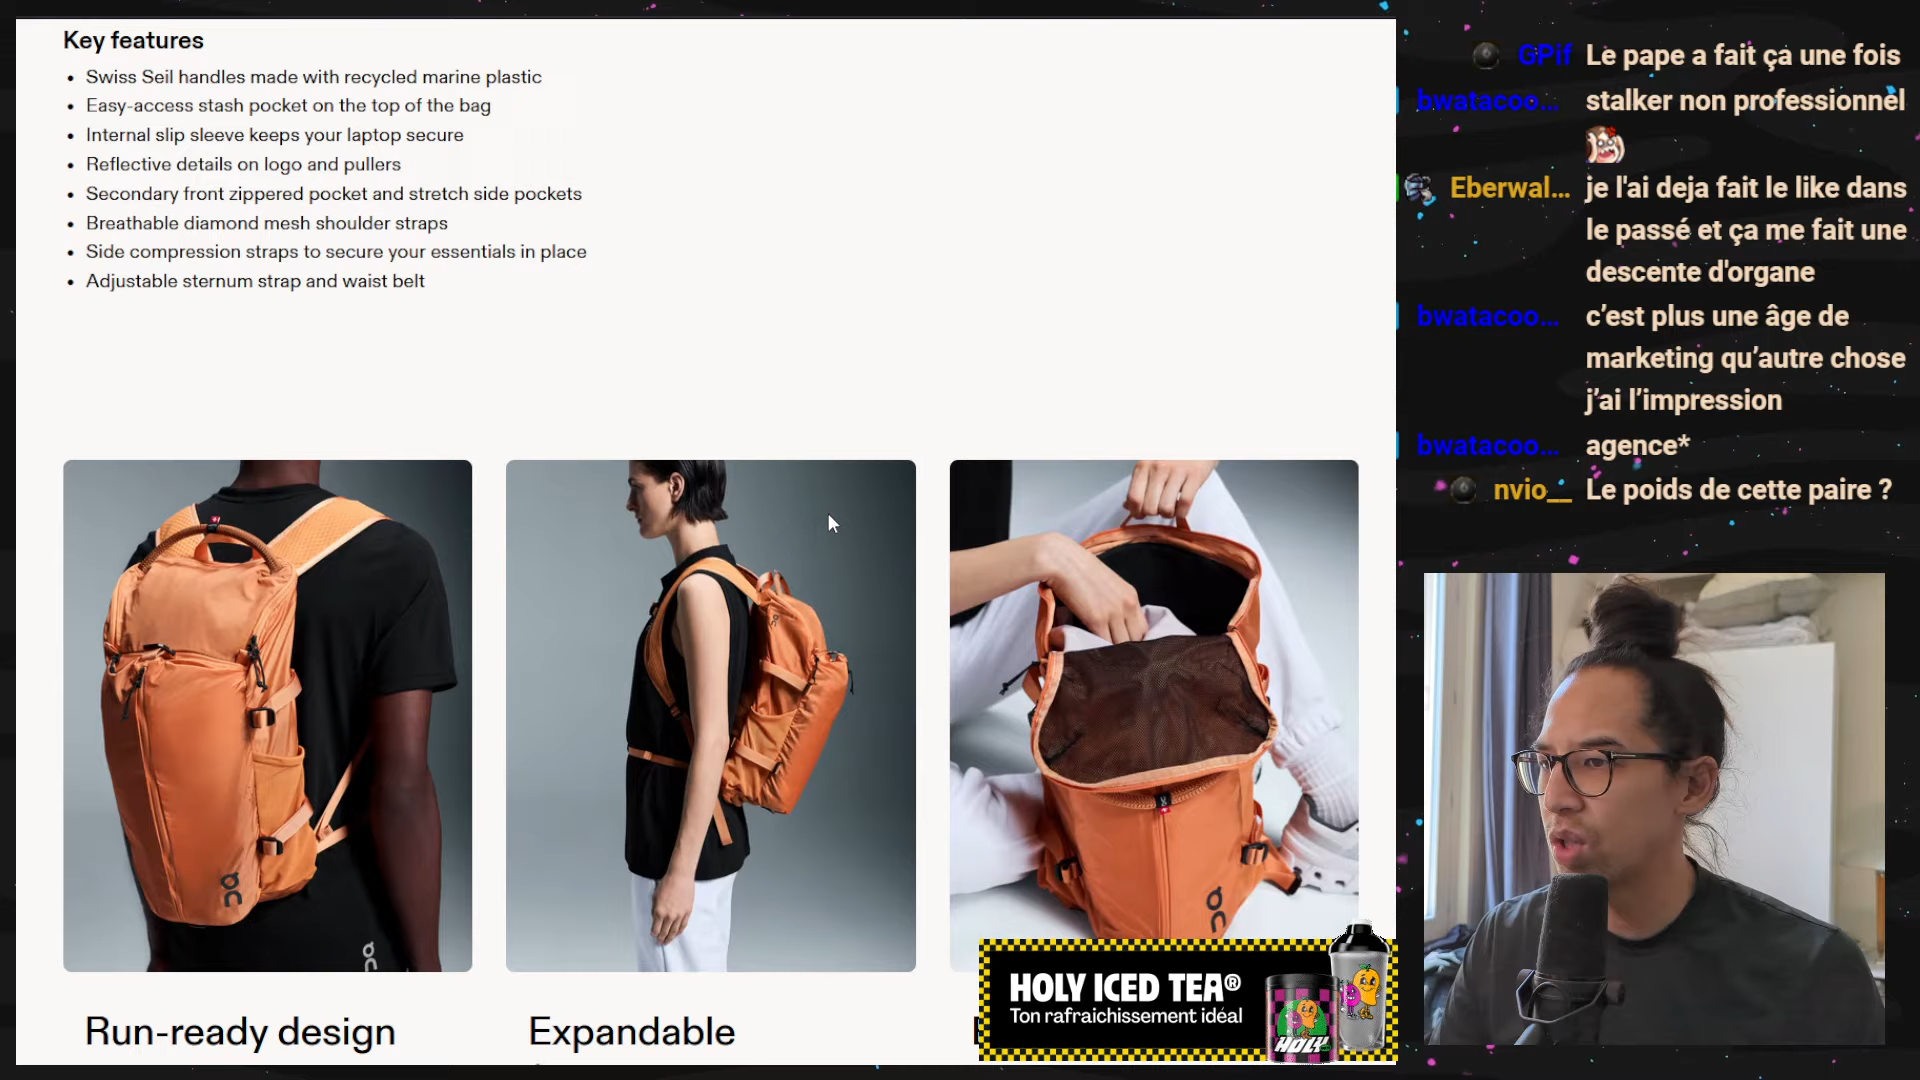 Key features
Swiss Seil handles made with recycled marine plastic
Easy-access stash pocket on the top of the bag
Internal slip sleeve keeps your laptop secure
Reflective details on logo and pullers
Secondary front zippered pocket and stretch side pockets
Breathable diamond mesh shoulder straps
Side compression straps to secure your essentials in place
Adjustable sternum strap and waist belt
Run-ready design
Expandable
HOLY ICED TEA®
Ton rafraichissement idéal
HOLY
GPif Le pape a fait ça une fois
bwatacoo... stalker non professionnel
Eberwal... je l'ai deja fait le like dans
le passé et ça me fait une
descente d'organe
bwatacoo... c’est plus une âge de
marketing qu’autre chose
j’ai l’impression
bwatacoo... agence*
nvio__ Le poids de cette paire ?